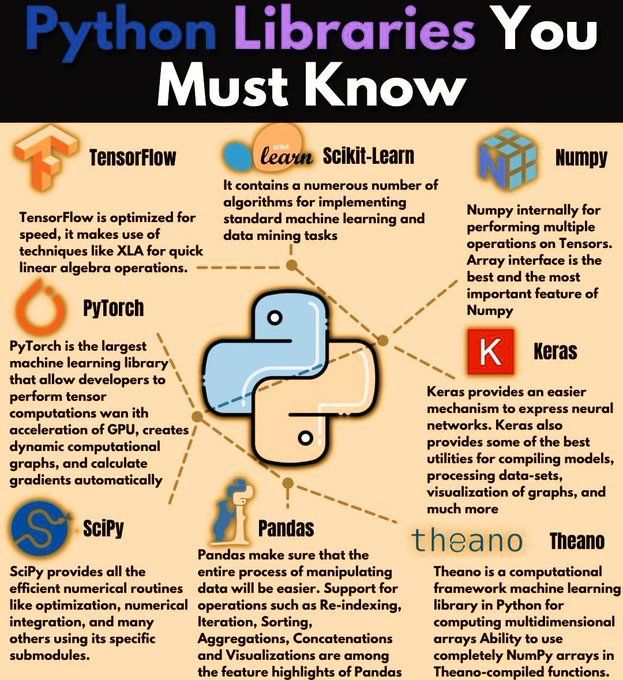 Python Libraries You
Must Know
TensorFlow
TensorFlow is optimized for
speed, it makes use of
techniques like XLA for quick
linear algebra operations.
scikit
learn
Scikit-Learn
It contains a numerous number of
algorithms for implementing
standard machine learning and
data mining tasks
N
Numpy
Numpy internally for
performing multiple
operations on Tensors.
Array interface is the
best and the most
important feature of
Numpy
PyTorch
PyTorch is the largest
machine learning library
that allow developers to
perform tensor
computations wan ith
acceleration of GPU, creates
dynamic computational
graphs, and calculate
gradients automatically
K
Keras
Keras provides an easier
mechanism to express neural
networks. Keras also
provides some of the best
utilities for compiling models,
processing data-sets,
visualization of graphs, and
much more
SciPy
SciPy provides all the
efficient numerical routines
like optimization, numerical
integration, and many
others using its specific
submodules.
Pandas
Pandas make sure that the
entire process of manipulating
data will be easier. Support for
operations such as Re-indexing,
Iteration, Sorting,
Aggregations, Concatenations
and Visualizations are among
the feature highlights of Pandas
theano
Theano
Theano is a computational
framework machine learning
library in Python for
computing multidimensional
arrays Ability to use
completely NumPy arrays in
Theano-compiled functions.